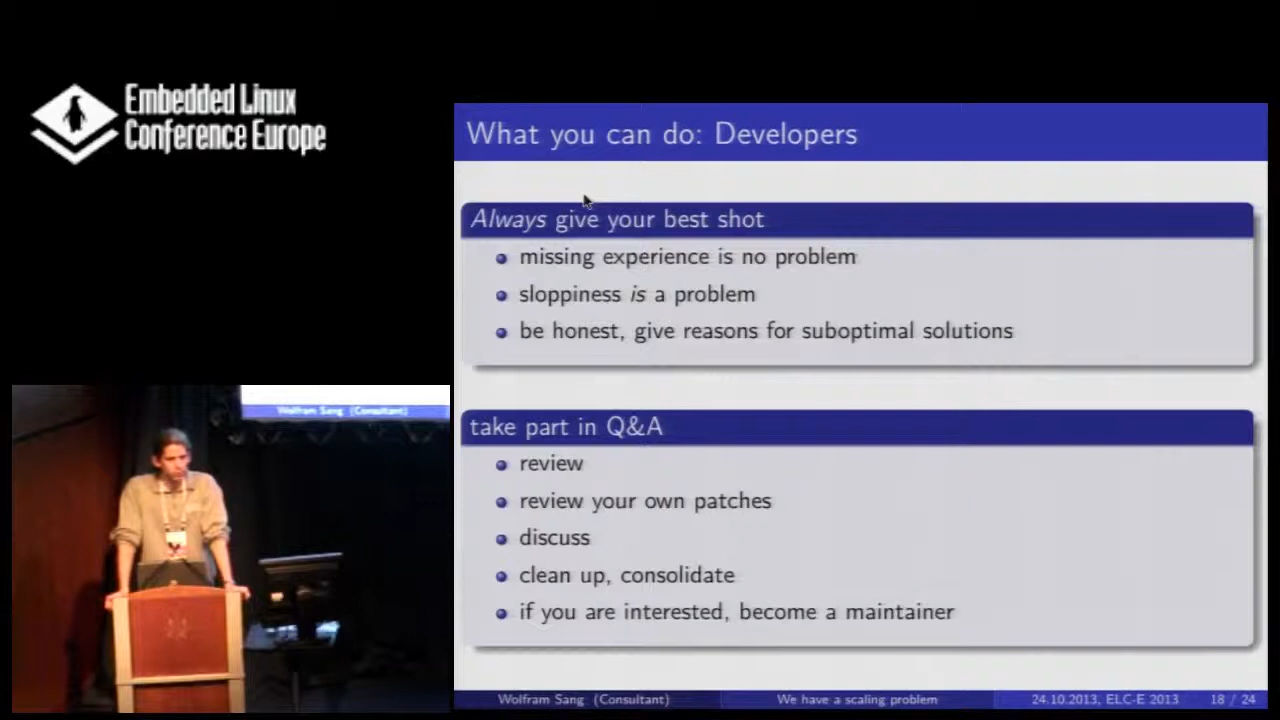 Embedded Linux
Conference Europe
What you can do: Developers
Always give your best shot
missing experience is no problem
sloppiness is a problem
be honest, give reasons for suboptimal solutions
take part in Q&A
review
review your own patches
discuss
clean up, consolidate
if you are interested, become a maintainer
Wolfram Sang (Consultant)
Wolfram Sang (Consultant) We have a scaling problem 24.10.2013, ELC-E 2013 18 / 24